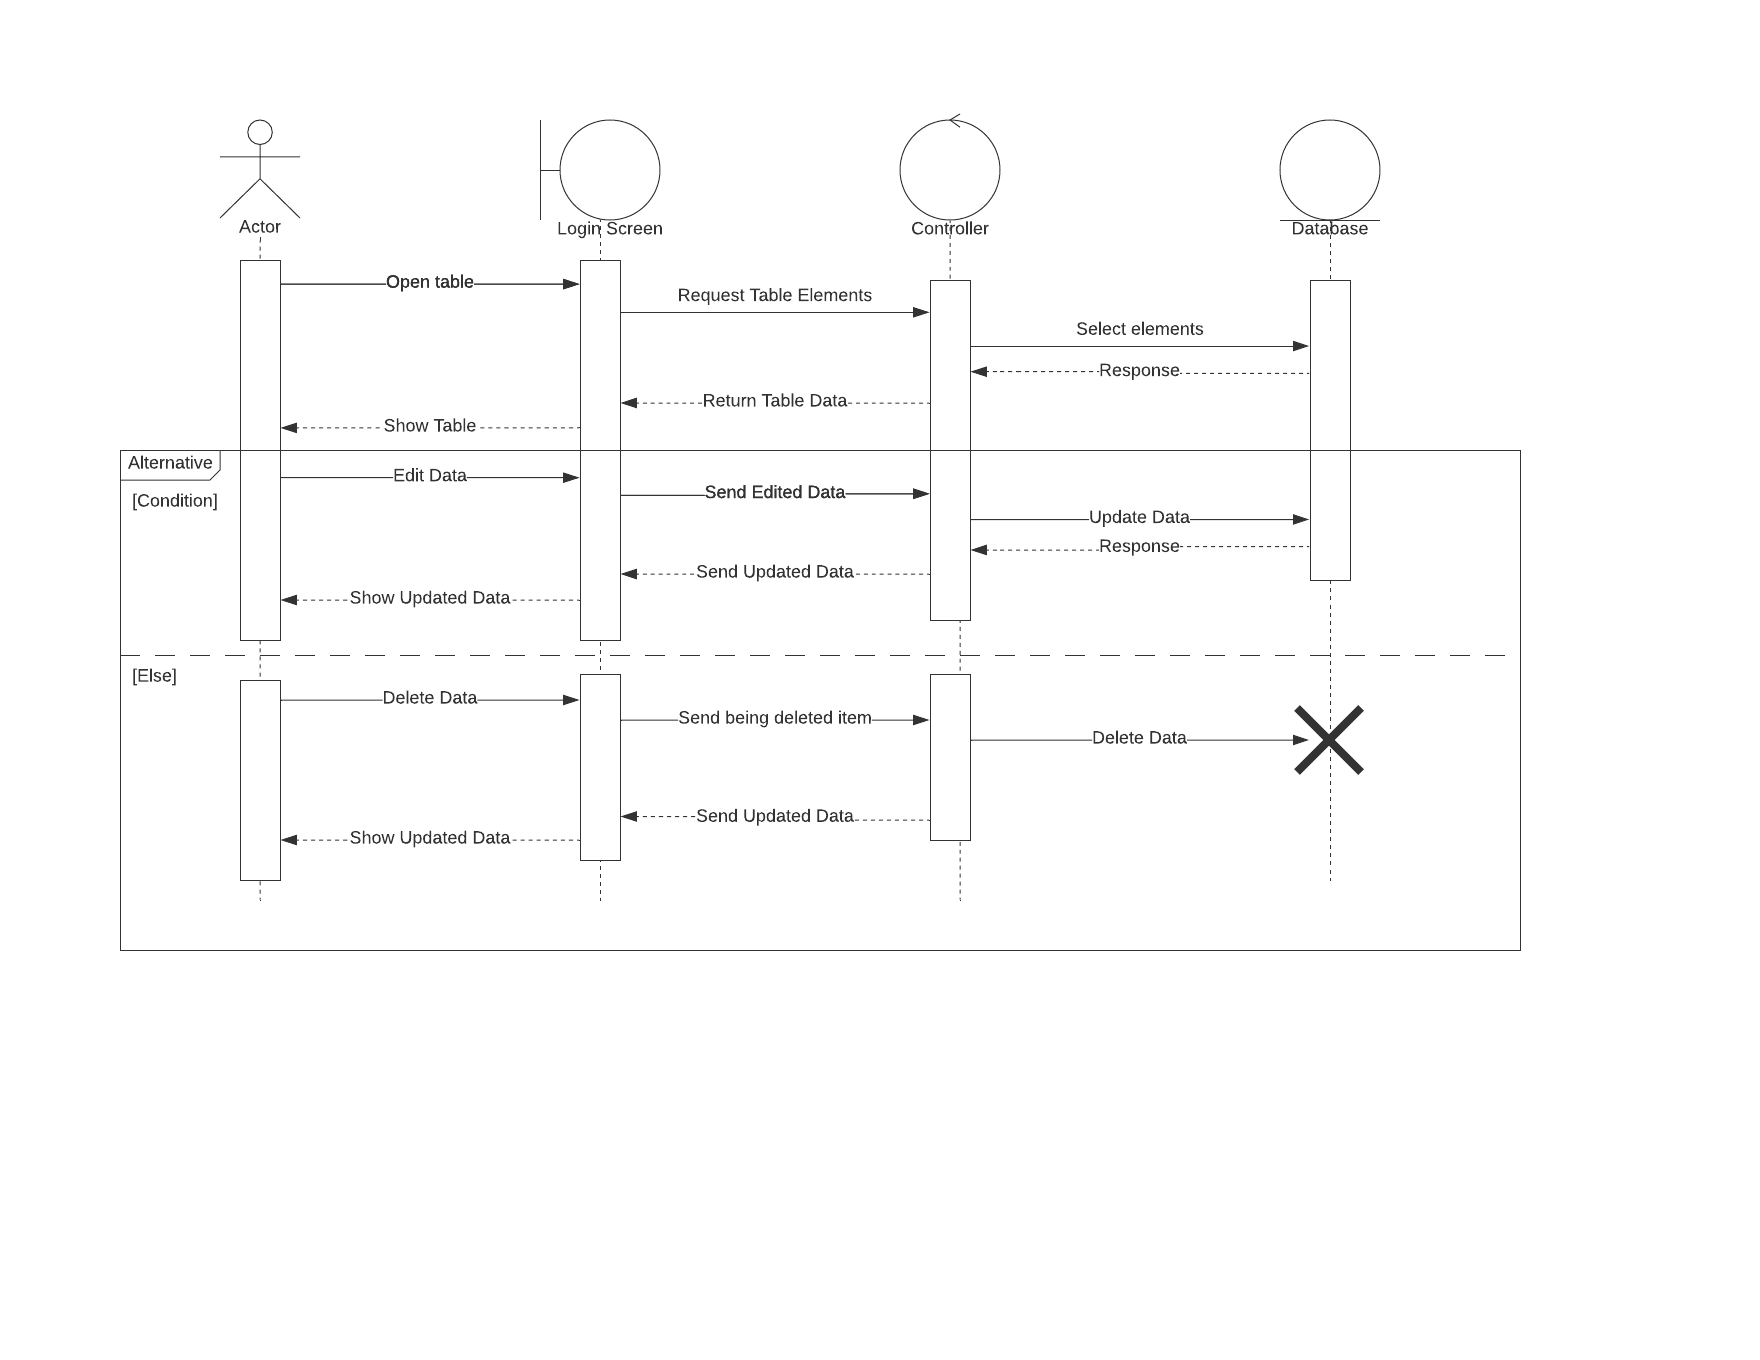 Actor
Login Screen
Controller
Database
Open table
Request Table Elements
Select elements
Response
Return Table Data
Show Table
Alternative
[Condition]
Edit Data
Send Edited Data
Update Data
Response
Send Updated Data
Show Updated Data
[Else]
Delete Data
Send being deleted item
Delete Data
Send Updated Data
Show Updated Data